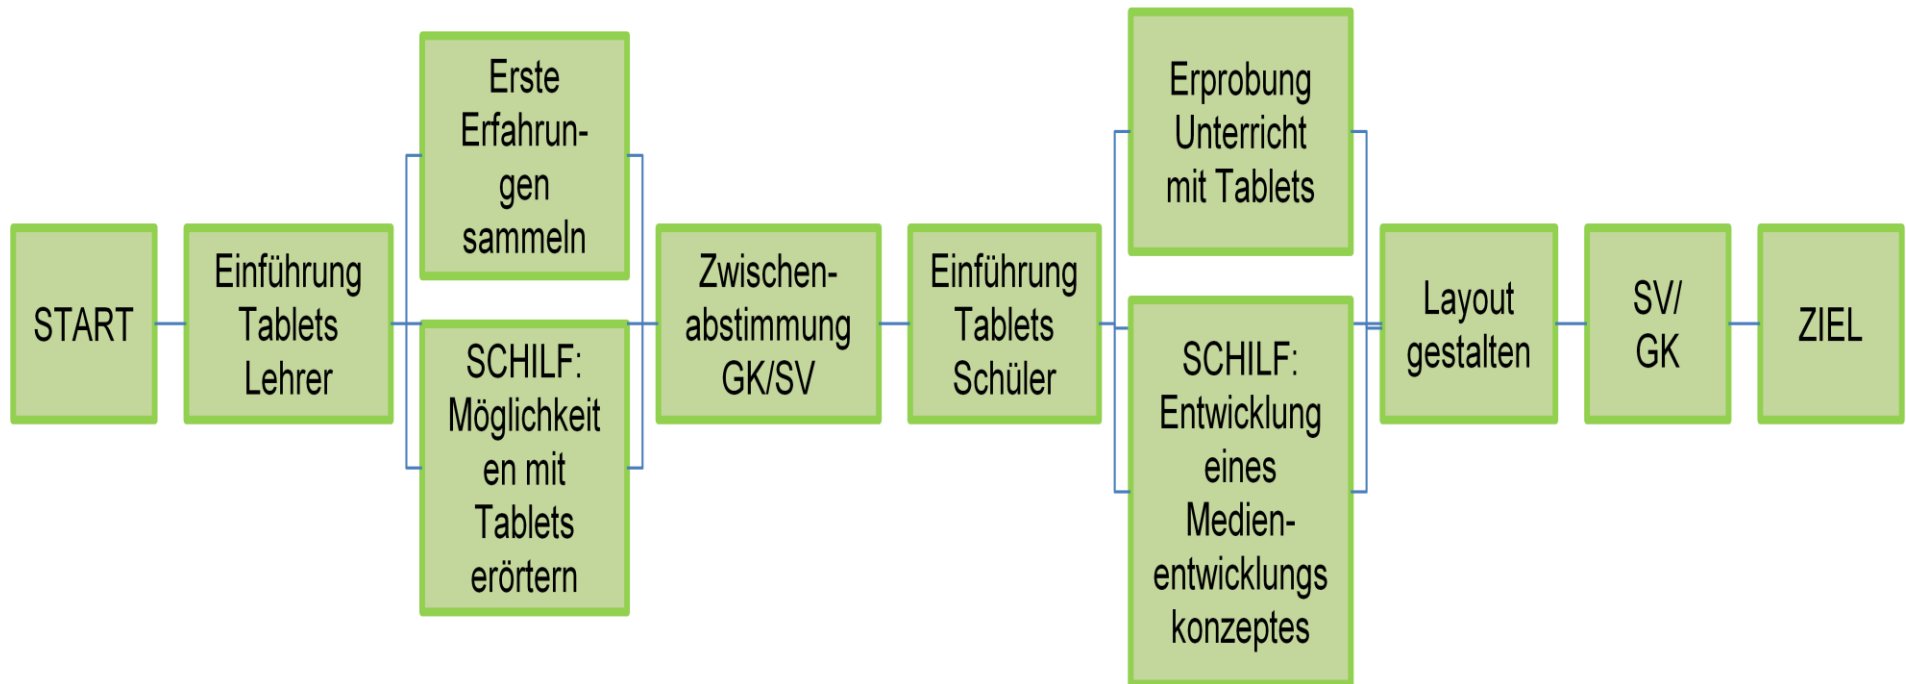 START
Einführung
Tablets
Lehrer
Erste
Erfahrun-
gen
sammeln
SCHILF:
Möglichkeit
en mit
Tablets
erörtern
Zwischen-
abstimmung
GK/SV
Einführung
Tablets
Schüler
Erprobung
Unterricht
mit Tablets
SCHILF:
Entwicklung
eines
Medien-
entwicklungs
konzeptes
Layout
gestalten
SV/
GK
ZIEL